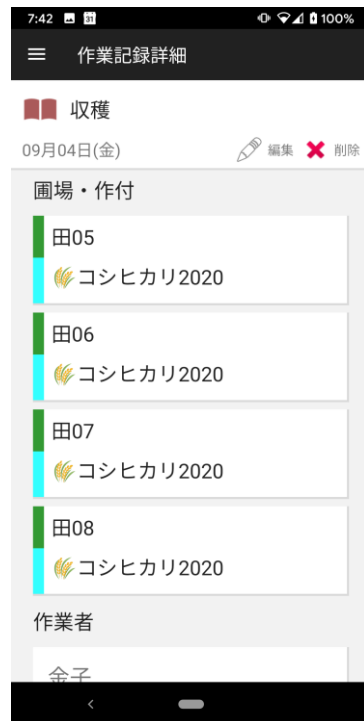 7:42 31 100%
作業記録詳細
収穫
09月04日(金) 編集 削除
圃場・作付
田05
コシヒカリ2020
田06
コシヒカリ2020
田07
コシヒカリ2020
田08
コシヒカリ2020
作業者
金子